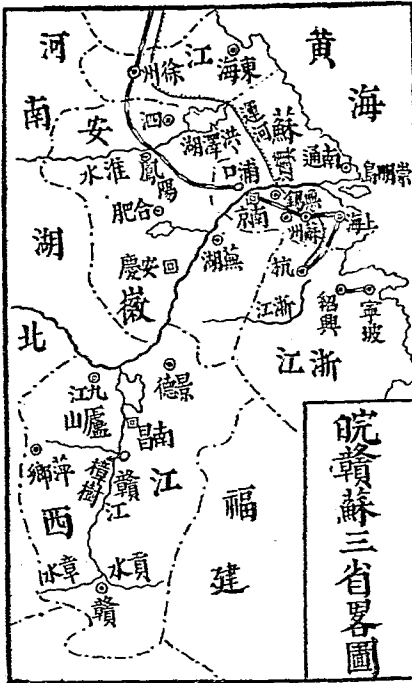 皖贛蘇三省畧圖
黃海
河南
江
蘇
安
徽
湖
北
浙江
江
西
福建
徐州
東海
泗
洪澤湖
運河
淮水
鳳陽
合肥
浦口
鎮江
南通
崇明島
南京
無錫
蘇州
上海
蕪湖
安慶
杭
浙江
紹興
寧坡
九江
廬山
景德
南昌
樟樹
贛江
萍鄉
章水
貢水
贛